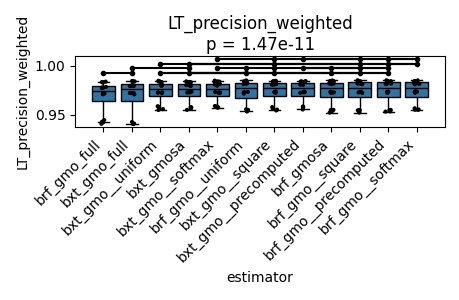 LT_precision_weighted
p = 1.47e-11
LT_precision_weighted
1.00
0.95
brf_gmo_full
bxt_gmo_full
bxt_gmo__uniform
bxt_gmosa
bxt_gmo__softmax
brf_gmo__uniform
bxt_gmo__square
bxt_gmo__precomputed
brf_gmosa
brf_gmo__square
brf_gmo__precomputed
brf_gmo__softmax
estimator